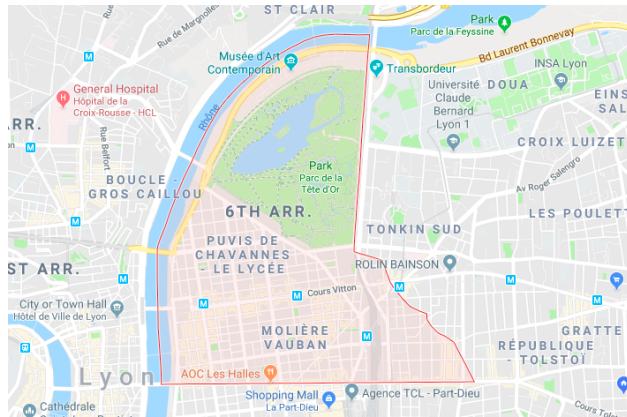 ST CLAIR
Park
Parc de la Feyssine
Rue de Margnolles
Bd Laurent Bonnevay
Musée d'Art
Contemporain
Transbordeur
INSA Lyon
General Hospital
Hôpital de la
Croix-Rousse - HCL
Université
Claude
Bernard
Lyon 1
DOUA
EINS
SAL
Rhône
ARR.
Rue Belfort
CROIX LUIZET
Park
Parc de la
Tête d'Or
BOUCLE -
GROS CAILLOU
Av Roger Salengro
6TH ARR.
LES POULETT
TONKIN SUD
PUVIS DE
CHAVANNES
- LE LYCÉE
ST ARR.
ROLIN BAINSON
Cours Vitton
City or Town Hall
Hôtel de Ville de Lyon
MOLIÈRE
VAUBAN
GRATTE
RÉPUBLIQUE
- TOLSTOÏ
AOC Les Halles
Lyon
Shopping Mall
La Part-Dieu
Agence TCL - Part-Dieu
Cours Tolst
Cathédrale